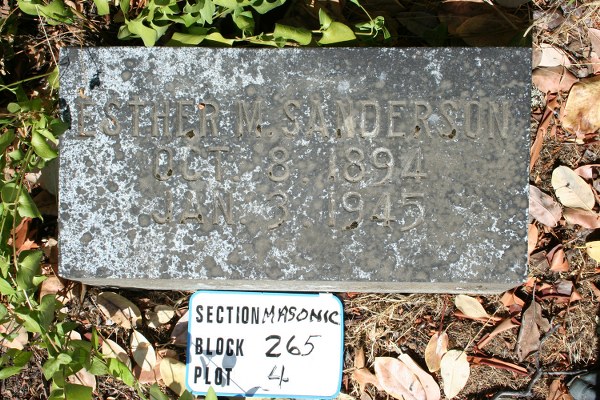 ESTHER M. SANDERSON
OCT. 8. 1894
JAN. 3. 1945
SECTION MASONIC
BLOCK 265
PLOT 4